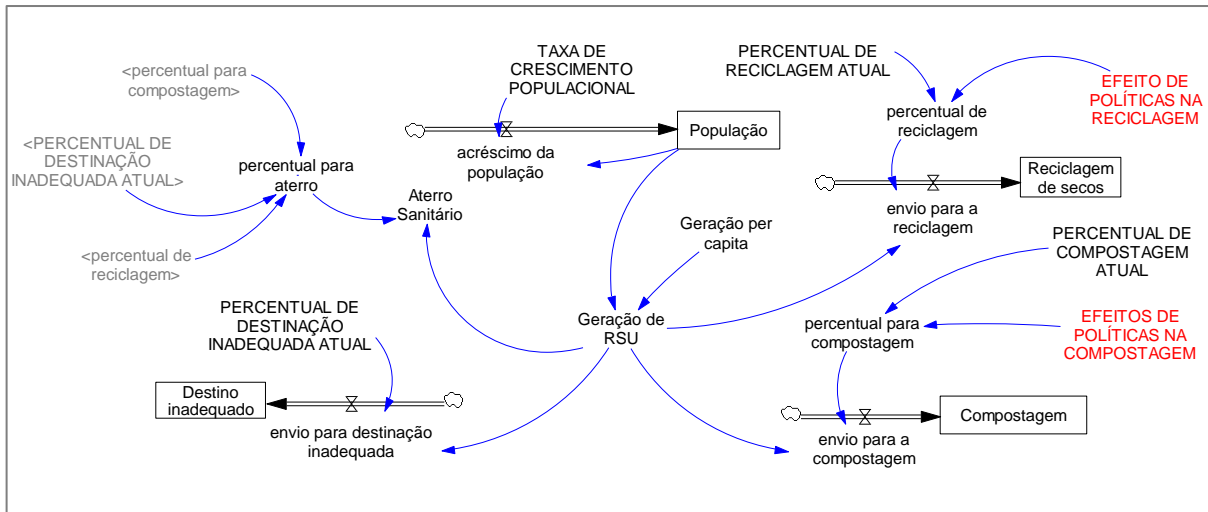 <percentual para
compostagem>
<PERCENTUAL DE
DESTINAÇÃO
INADEQUADA ATUAL>
<percentual de
reciclagem>
percentual para
aterro
Aterro
Sanitário
TAXA DE
CRESCIMENTO
POPULACIONAL
População
acréscimo da
população
PERCENTUAL DE
RECICLAGEM ATUAL
EFEITO DE
POLÍTICAS NA
RECICLAGEM
percentual de
reciclagem
Reciclagem
de secos
envio para a
reciclagem
Geração per
capita
Geração de
RSU
PERCENTUAL DE
COMPOSTAGEM
ATUAL
EFEITOS DE
POLÍTICAS NA
COMPOSTAGEM
percentual para
compostagem
Compostagem
envio para a
compostagem
PERCENTUAL DE
DESTINAÇÃO
INADEQUADA ATUAL
Destino
inadequado
envio para destinação
inadequada